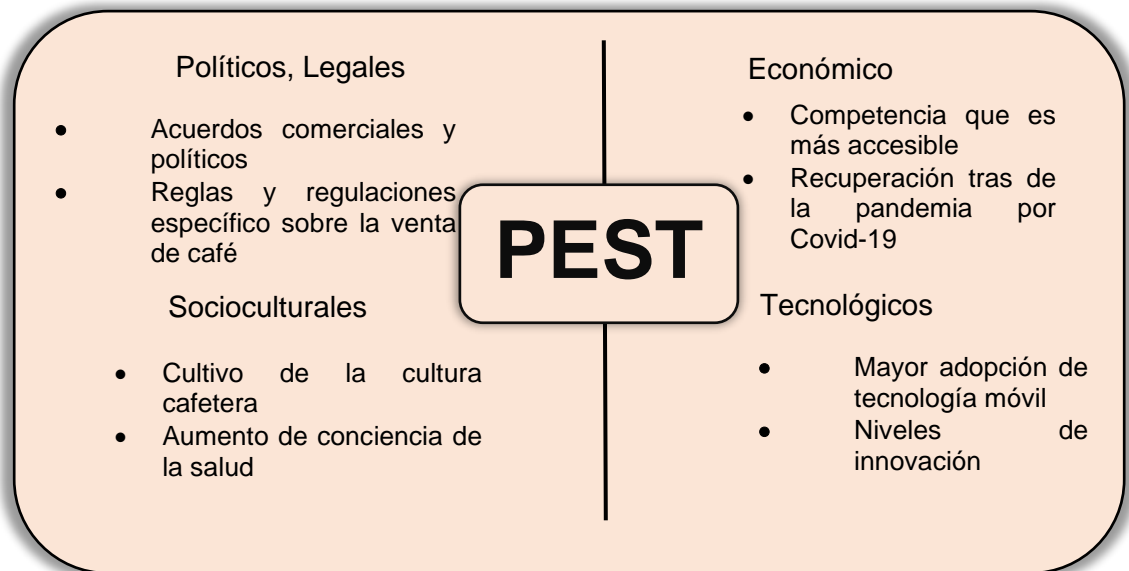 Políticos, Legales
Acuerdos comerciales y
políticos
Reglas y regulaciones
específico sobre la venta
de café
Económico
Competencia que es
más accesible
Recuperación tras de
la pandemia por
Covid-19
PEST
Socioculturales
Cultivo de la cultura
cafetera
Aumento de conciencia de
la salud
Tecnológicos
Mayor adopción de
tecnología móvil
Niveles de
innovación